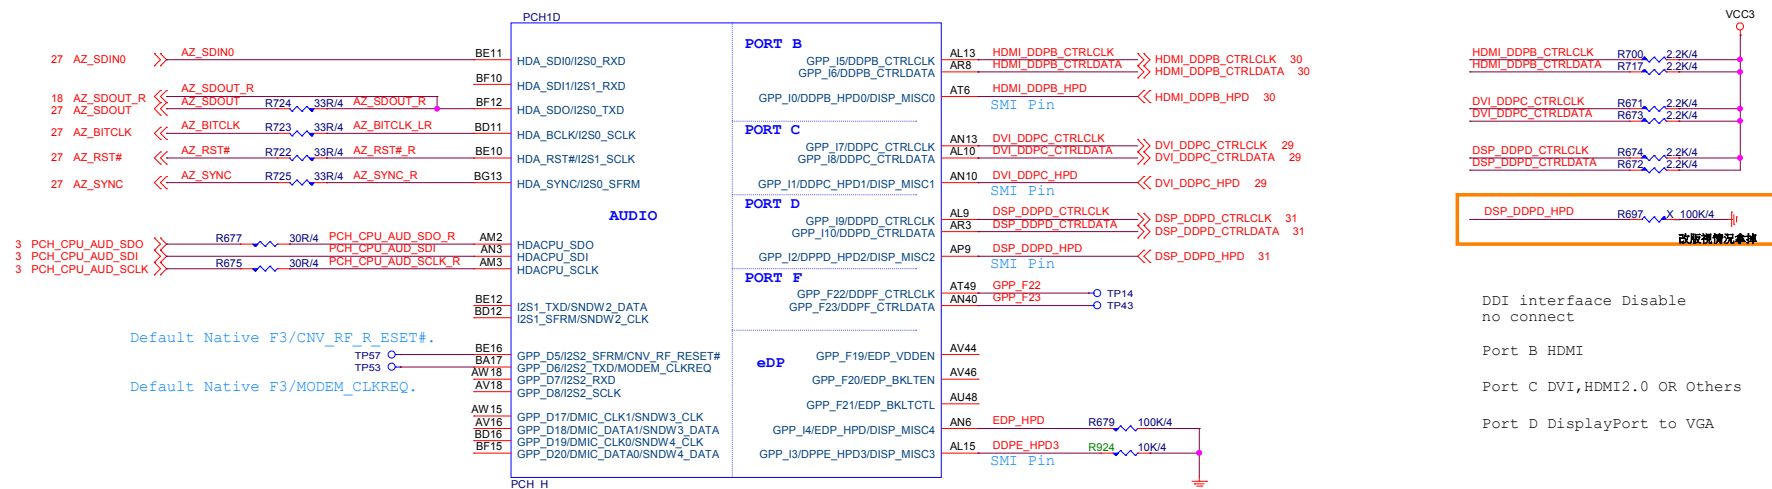 PCH1D
VCC3
27 AZ_SDIN0 AZ_SDIN0 BE11 HDA_SDI0/I2S0_RXD
BF10 HDA_SDI1/I2S1_RXD
18 AZ_SDOUT_R AZ_SDOUT_R
27 AZ_SDOUT AZ_SDOUT R724 33R/4 AZ_SDOUT_R BF12 HDA_SDO/I2S0_TXD
27 AZ_BITCLK AZ_BITCLK R723 33R/4 AZ_BITCLK_LR BD11 HDA_BCLK/I2S0_SCLK
27 AZ_RST# AZ_RST# R722 33R/4 AZ_RST#_R BE10 HDA_RST#/I2S1_SCLK
27 AZ_SYNC AZ_SYNC R725 33R/4 AZ_SYNC_R BG13 HDA_SYNC/I2S0_SFRM
AUDIO
3 PCH_CPU_AUD_SDO R677 30R/4 PCH_CPU_AUD_SDO_R AM2 HDACPU_SDO
3 PCH_CPU_AUD_SDI PCH_CPU_AUD_SDI AN3 HDACPU_SDI
3 PCH_CPU_AUD_SCLK R675 30R/4 PCH_CPU_AUD_SCLK_R AM3 HDACPU_SCLK
BE12 I2S1_TXD/SNDW2_DATA
BD12 I2S1_SFRM/SNDW2_CLK
Default Native F3/CNV_RF_R_ESET#.
TP57 BE16 GPP_D5/I2S2_SFRM/CNV_RF_RESET#
TP53 BA17 GPP_D6/I2S2_TXD/MODEM_CLKREQ
AW18 GPP_D7/I2S2_RXD
Default Native F3/MODEM_CLKREQ.
AV18 GPP_D8/I2S2_SCLK
AW15 GPP_D17/DMIC_CLK1/SNDW3_CLK
AV16 GPP_D18/DMIC_DATA1/SNDW3_DATA
BD16 GPP_D19/DMIC_CLK0/SNDW4_CLK
BF15 GPP_D20/DMIC_DATA0/SNDW4_DATA
PCH_H
PORT B
GPP_I5/DDPB_CTRLCLK AL13 HDMI_DDPB_CTRLCLK HDMI_DDPB_CTRLCLK 30
GPP_I6/DDPB_CTRLDATA AR8 HDMI_DDPB_CTRLDATA HDMI_DDPB_CTRLDATA 30
GPP_I0/DDPB_HPD0/DISP_MISC0 AT6 HDMI_DDPB_HPD HDMI_DDPB_HPD 30
SMI Pin
PORT C
GPP_I7/DDPC_CTRLCLK AN13 DVI_DDPC_CTRLCLK DVI_DDPC_CTRLCLK 29
GPP_I8/DDPC_CTRLDATA AL10 DVI_DDPC_CTRLDATA DVI_DDPC_CTRLDATA 29
GPP_I1/DDPC_HPD1/DISP_MISC1 AN10 DVI_DDPC_HPD DVI_DDPC_HPD 29
SMI Pin
PORT D
GPP_I9/DDPD_CTRLCLK AL9 DSP_DDPD_CTRLCLK DSP_DDPD_CTRLCLK 31
GPP_I10/DDPD_CTRLDATA AR3 DSP_DDPD_CTRLDATA DSP_DDPD_CTRLDATA 31
GPP_I2/DPPD_HPD2/DISP_MISC2 AP9 DSP_DDPD_HPD DSP_DDPD_HPD 31
SMI Pin
PORT F
GPP_F22/DDPF_CTRLCLK AT49 GPP_F22 TP14
GPP_F23/DDPF_CTRLDATA AN40 GPP_F23 TP43
eDP
GPP_F19/EDP_VDDEN AV44
GPP_F20/EDP_BKLTEN AV46
GPP_F21/EDP_BKLTCTL AU48
GPP_I4/EDP_HPD/DISP_MISC4 AN6 EDP_HPD R679 100K/4
GPP_I3/DPPE_HPD3/DISP_MISC3 AL15 DDPE_HPD3 R924 10K/4
SMI Pin
HDMI_DDPB_CTRLCLK R700 2.2K/4
HDMI_DDPB_CTRLDATA R717 2.2K/4
DVI_DDPC_CTRLCLK R671 2.2K/4
DVI_DDPC_CTRLDATA R673 2.2K/4
DSP_DDPD_CTRLCLK R674 2.2K/4
DSP_DDPD_CTRLDATA R672 2.2K/4
DSP_DDPD_HPD R697 X_100K/4
改版視情況拿掉
DDI interfaace Disable
no connect
Port B HDMI
Port C DVI,HDMI2.0 OR Others
Port D DisplayPort to VGA